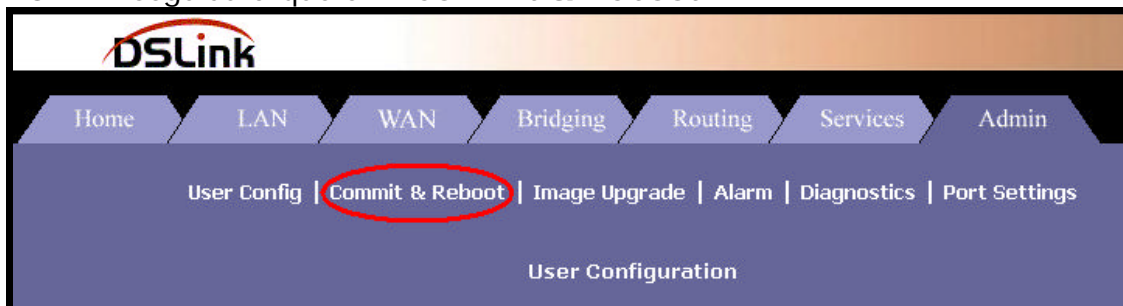 DSLink
Home LAN WAN Bridging Routing Services Admin
User Config | Commit & Reboot | Image Upgrade | Alarm | Diagnostics | Port Settings
User Configuration